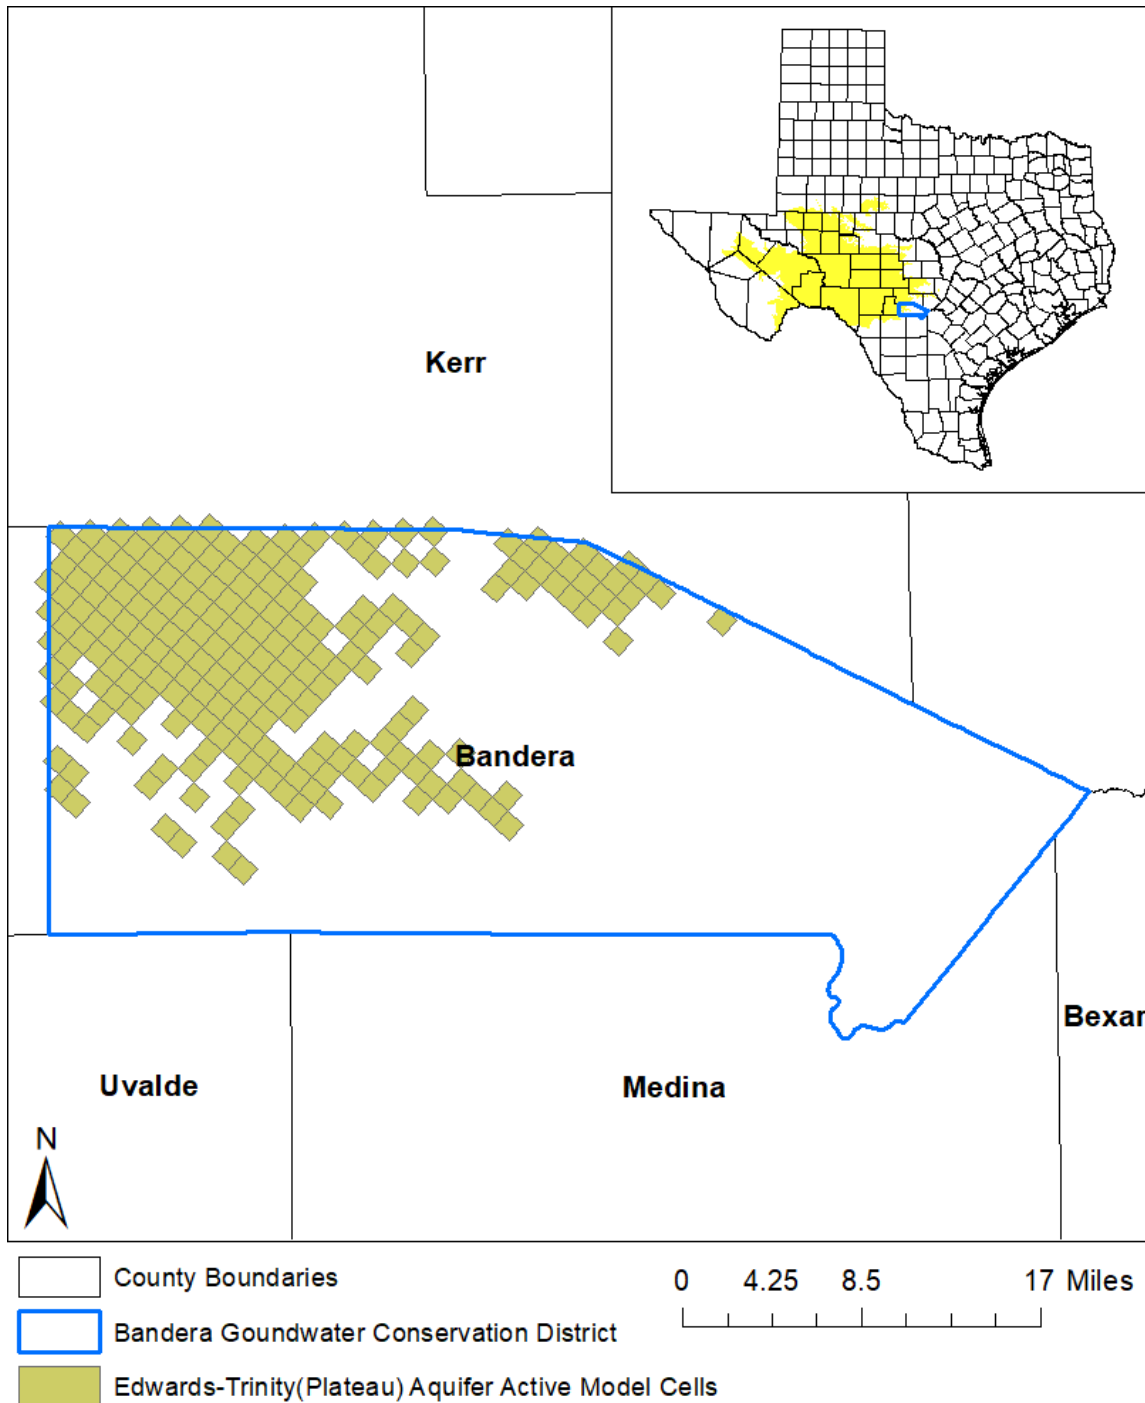 Kerr
Bandera
Uvalde
Medina
Bexar
N
County Boundaries
Bandera Goundwater Conservation District
Edwards-Trinity(Plateau) Aquifer Active Model Cells
0 4.25 8.5 17 Miles